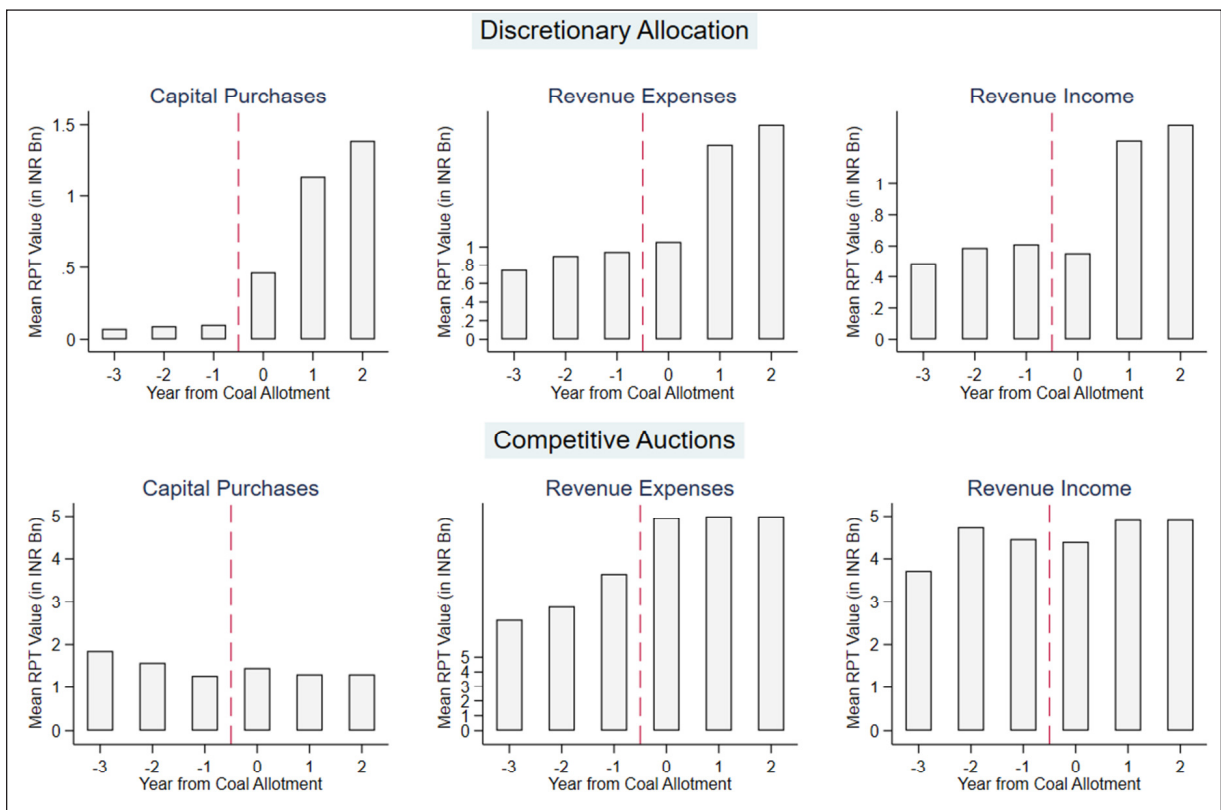 Discretionary Allocation
Capital Purchases
Mean RPT Value (in INR Bn)
1.5
1
.5
0
-3 -2 -1 0 1 2
Year from Coal Allotment
Revenue Expenses
Mean RPT Value (in INR Bn)
1
.8
.6
.4
.2
0
-3 -2 -1 0 1 2
Year from Coal Allotment
Revenue Income
Mean RPT Value (in INR Bn)
1
.8
.6
.4
.2
0
-3 -2 -1 0 1 2
Year from Coal Allotment
Competitive Auctions
Capital Purchases
Mean RPT Value (in INR Bn)
5
4
3
2
1
0
-3 -2 -1 0 1 2
Year from Coal Allotment
Revenue Expenses
Mean RPT Value (in INR Bn)
5
4
3
2
1
0
-3 -2 -1 0 1 2
Year from Coal Allotment
Revenue Income
Mean RPT Value (in INR Bn)
5
4
3
2
1
0
-3 -2 -1 0 1 2
Year from Coal Allotment